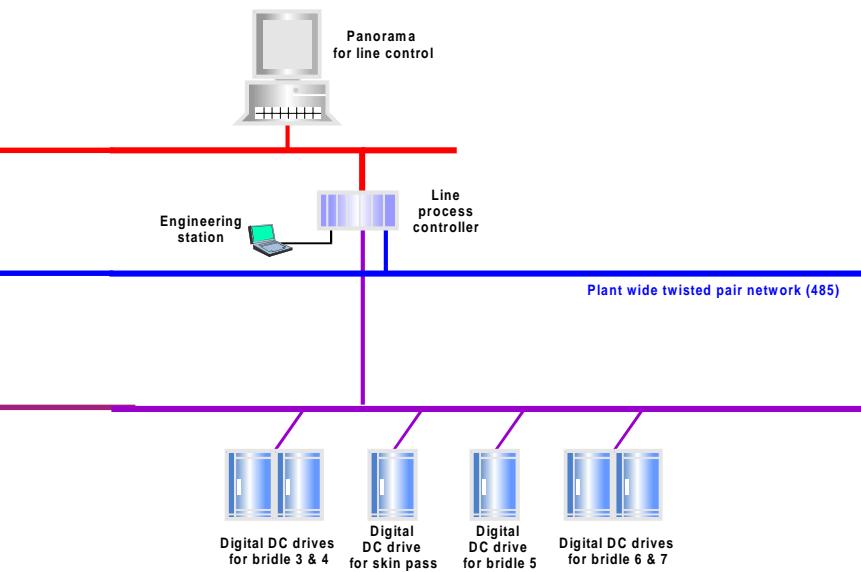 Panorama
for line control
Line
process
controller
Engineering
station
Plant wide twisted pair network (485)
Digital DC drives
for bridle 3 & 4
Digital
DC drive
for skin pass
Digital
DC drive
for bridle 5
Digital DC drives
for bridle 6 & 7